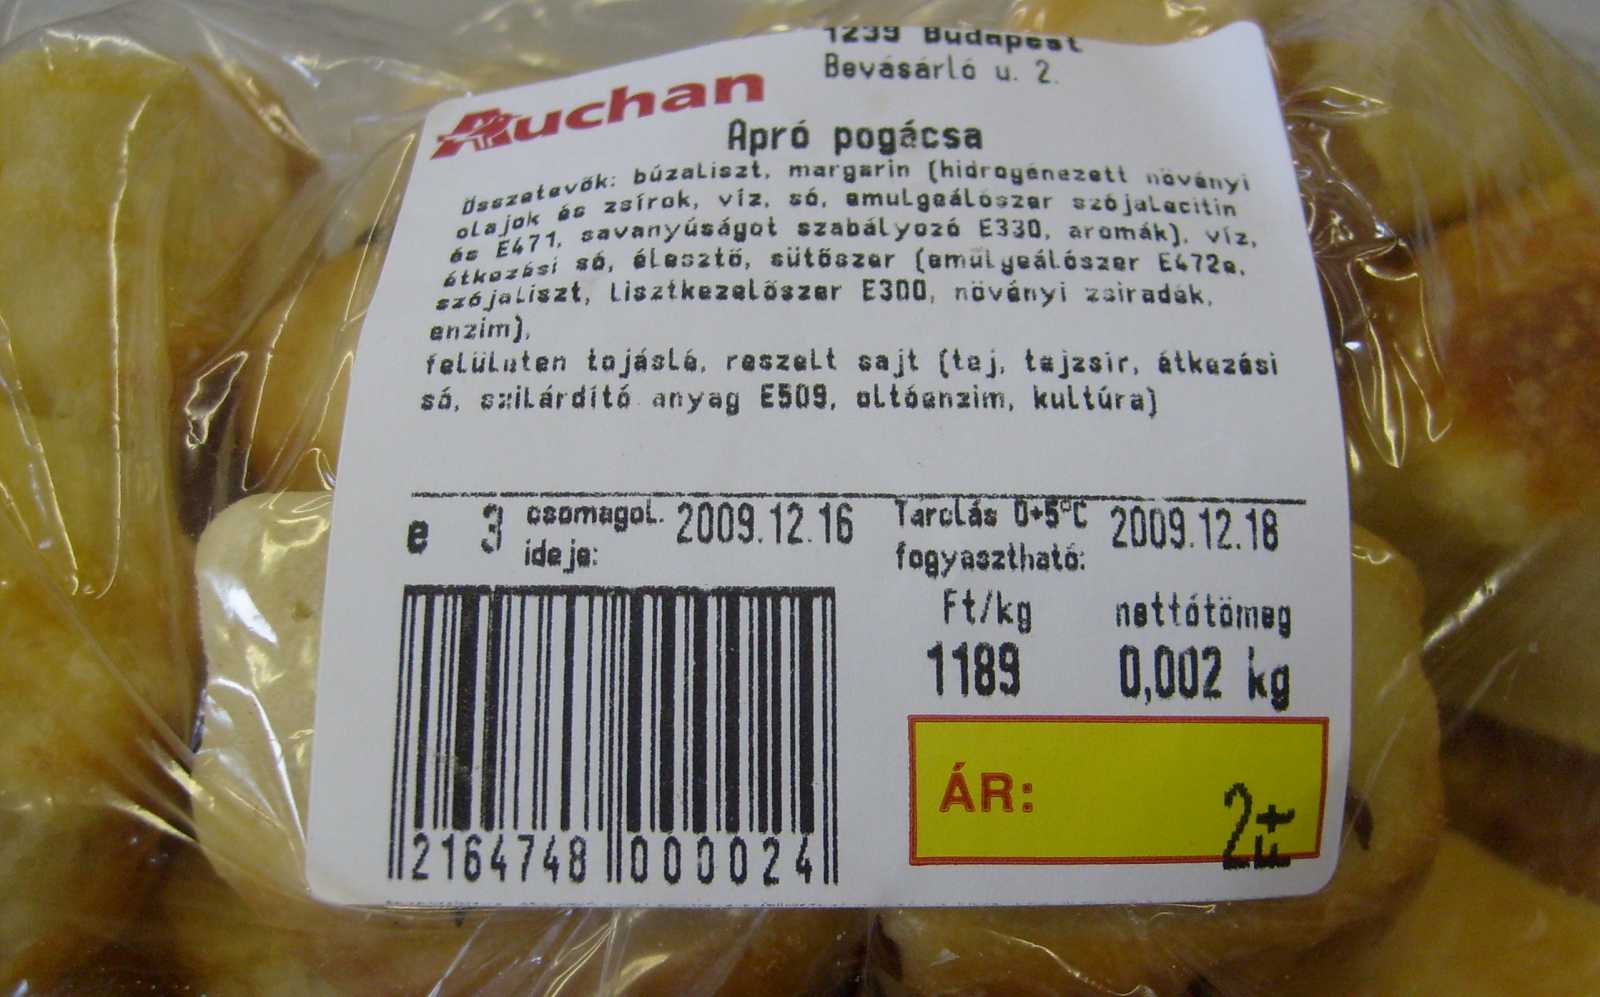 1239 Budapest
Bevásárló u. 2.
Auchan
Apró pogácsa
Összetevők: búzaliszt, margarin (hidrogénezett növényi
olajok és zsírok, víz, só, emulgeálószer szójalecitin
és E471, savanyúságot szabályozó E330, aromák), víz,
étkezési só, élesztő, sütőszer (emulgeálószer E472e,
szójaliszt, lisztkezelőszer E300, növényi zsiradék,
enzim),
felületen tojáslé, reszelt sajt (tej, tejzsír, étkezési
só, szilárdító anyag E509, oltóenzim, kultúra)
e 3 csomagol. ideje: 2009.12.16 Tárolás 0+5°C fogyasztható: 2009.12.18
Ft/kg nettótömeg
1189 0,002 kg
ÁR: 2
2164748 000024